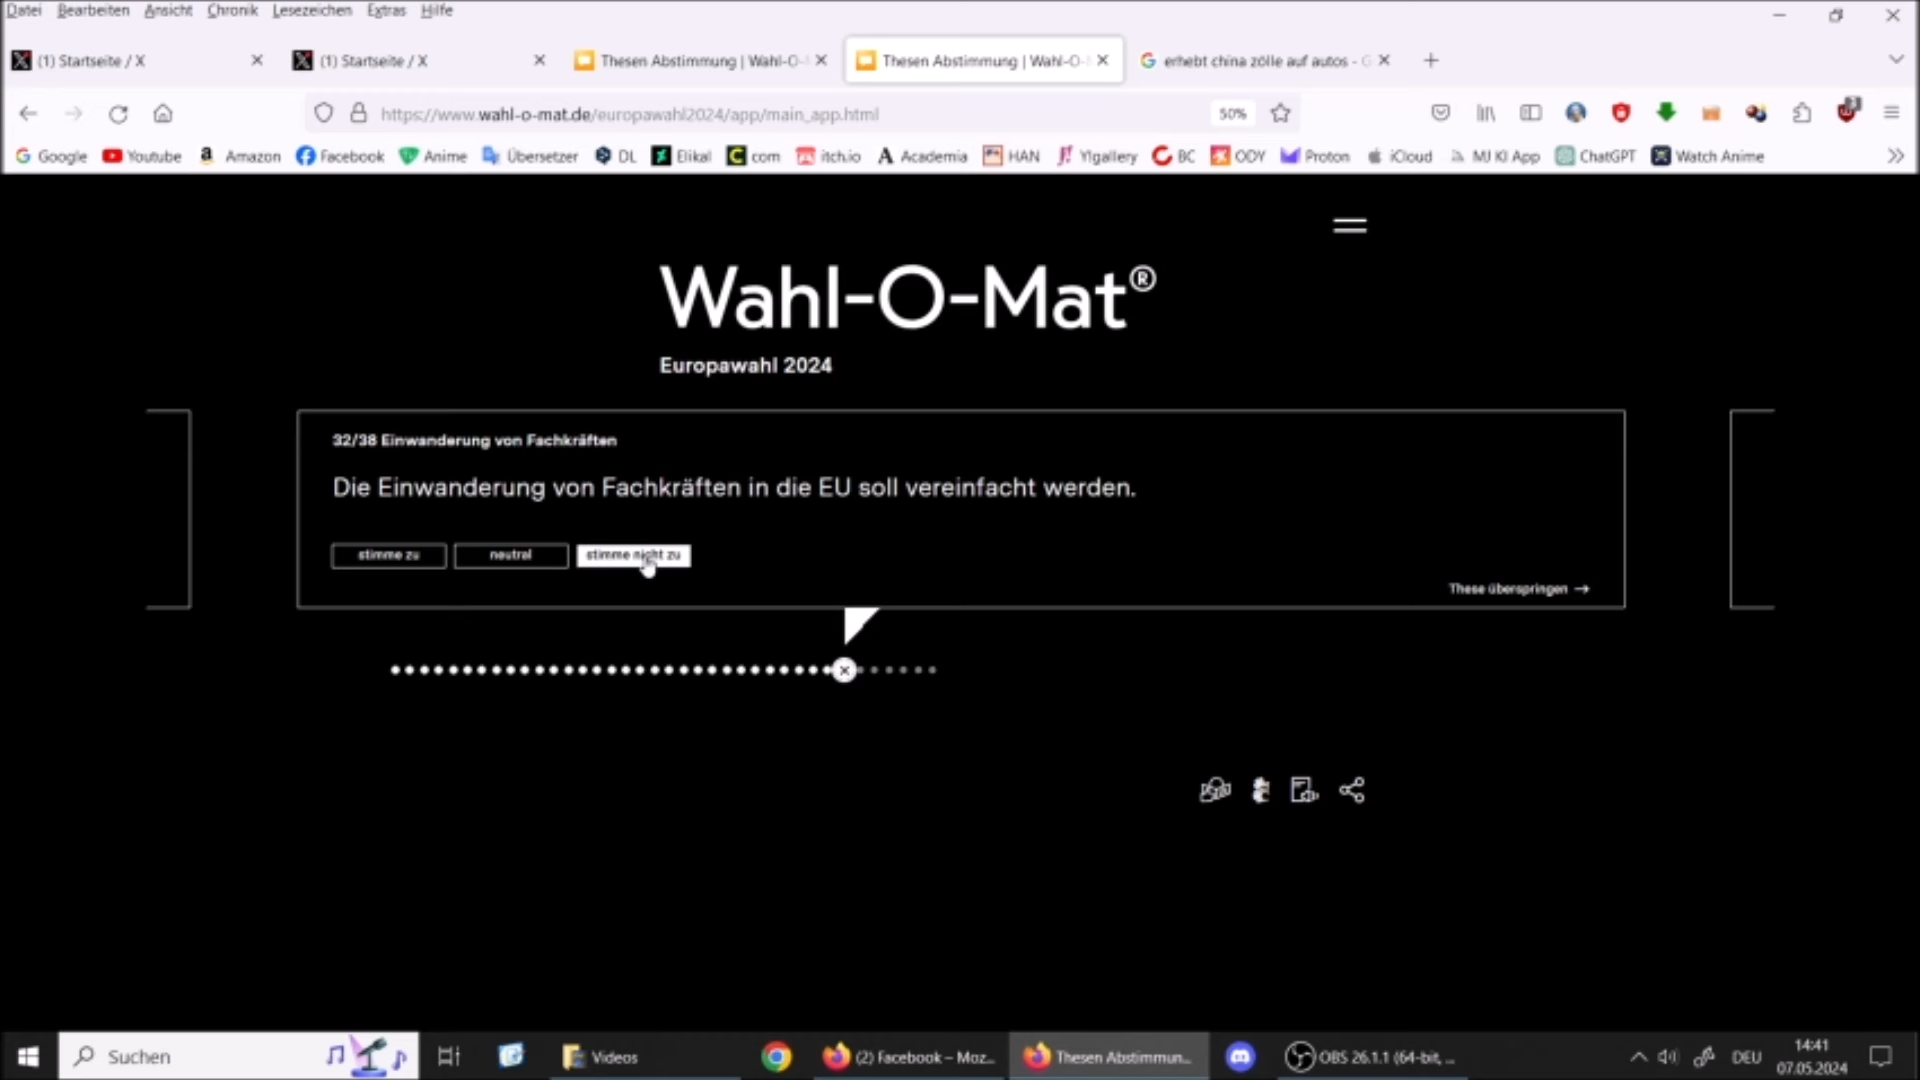 Datei Bearbeiten Ansicht Chronik Lesezeichen Extras Hilfe
(1) Startseite / X
(1) Startseite / X
Thesen Abstimmung | Wahl-O-
Thesen Abstimmung | Wahl-O-
erhebt china zölle auf autos - G
https://www.wahl-o-mat.de/europawahl2024/app/main_app.html
50%
Google Youtube Amazon Facebook Anime Übersetzer DL Elikal com itch.io Academia HAN Y!gallery BC ODY Proton iCloud MJ KI App ChatGPT Watch Anime
Wahl-O-Mat®
Europawahl 2024
32/38 Einwanderung von Fachkräften
Die Einwanderung von Fachkräften in die EU soll vereinfacht werden.
stimme zu neutral stimme nicht zu
These überspringen →
Suchen
Videos
(2) Facebook – Moz...
Thesen Abstimmun...
OBS 26.1.1 (64-bit, ...
DEU
14:41
07.05.2024